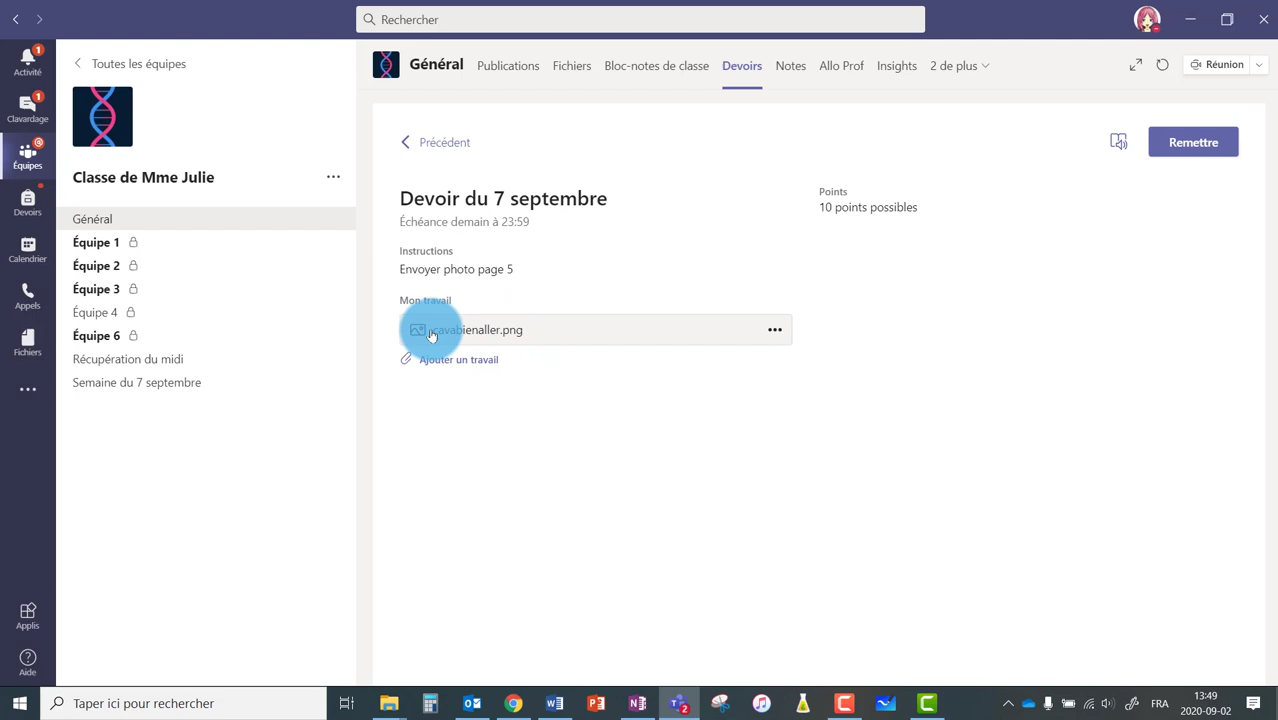 Rechercher
Activité
1
Clavardage
1
Équipes
Devoirs
Calendrier
Appels
Fichiers
Applis
Aide
Toutes les équipes
Classe de Mme Julie
Général
Équipe 1
Équipe 2
Équipe 3
Équipe 4
Équipe 6
Récupération du midi
Semaine du 7 septembre
Général Publications Fichiers Bloc-notes de classe Devoirs Notes Allo Prof Insights 2 de plus Réunion
Précédent
Remettre
Devoir du 7 septembre
Échéance demain à 23:59
Points
10 points possibles
Instructions
Envoyer photo page 5
Mon travail
cavabienaller.png
Ajouter un travail
Taper ici pour rechercher
2
FRA
13:49
2020-09-02